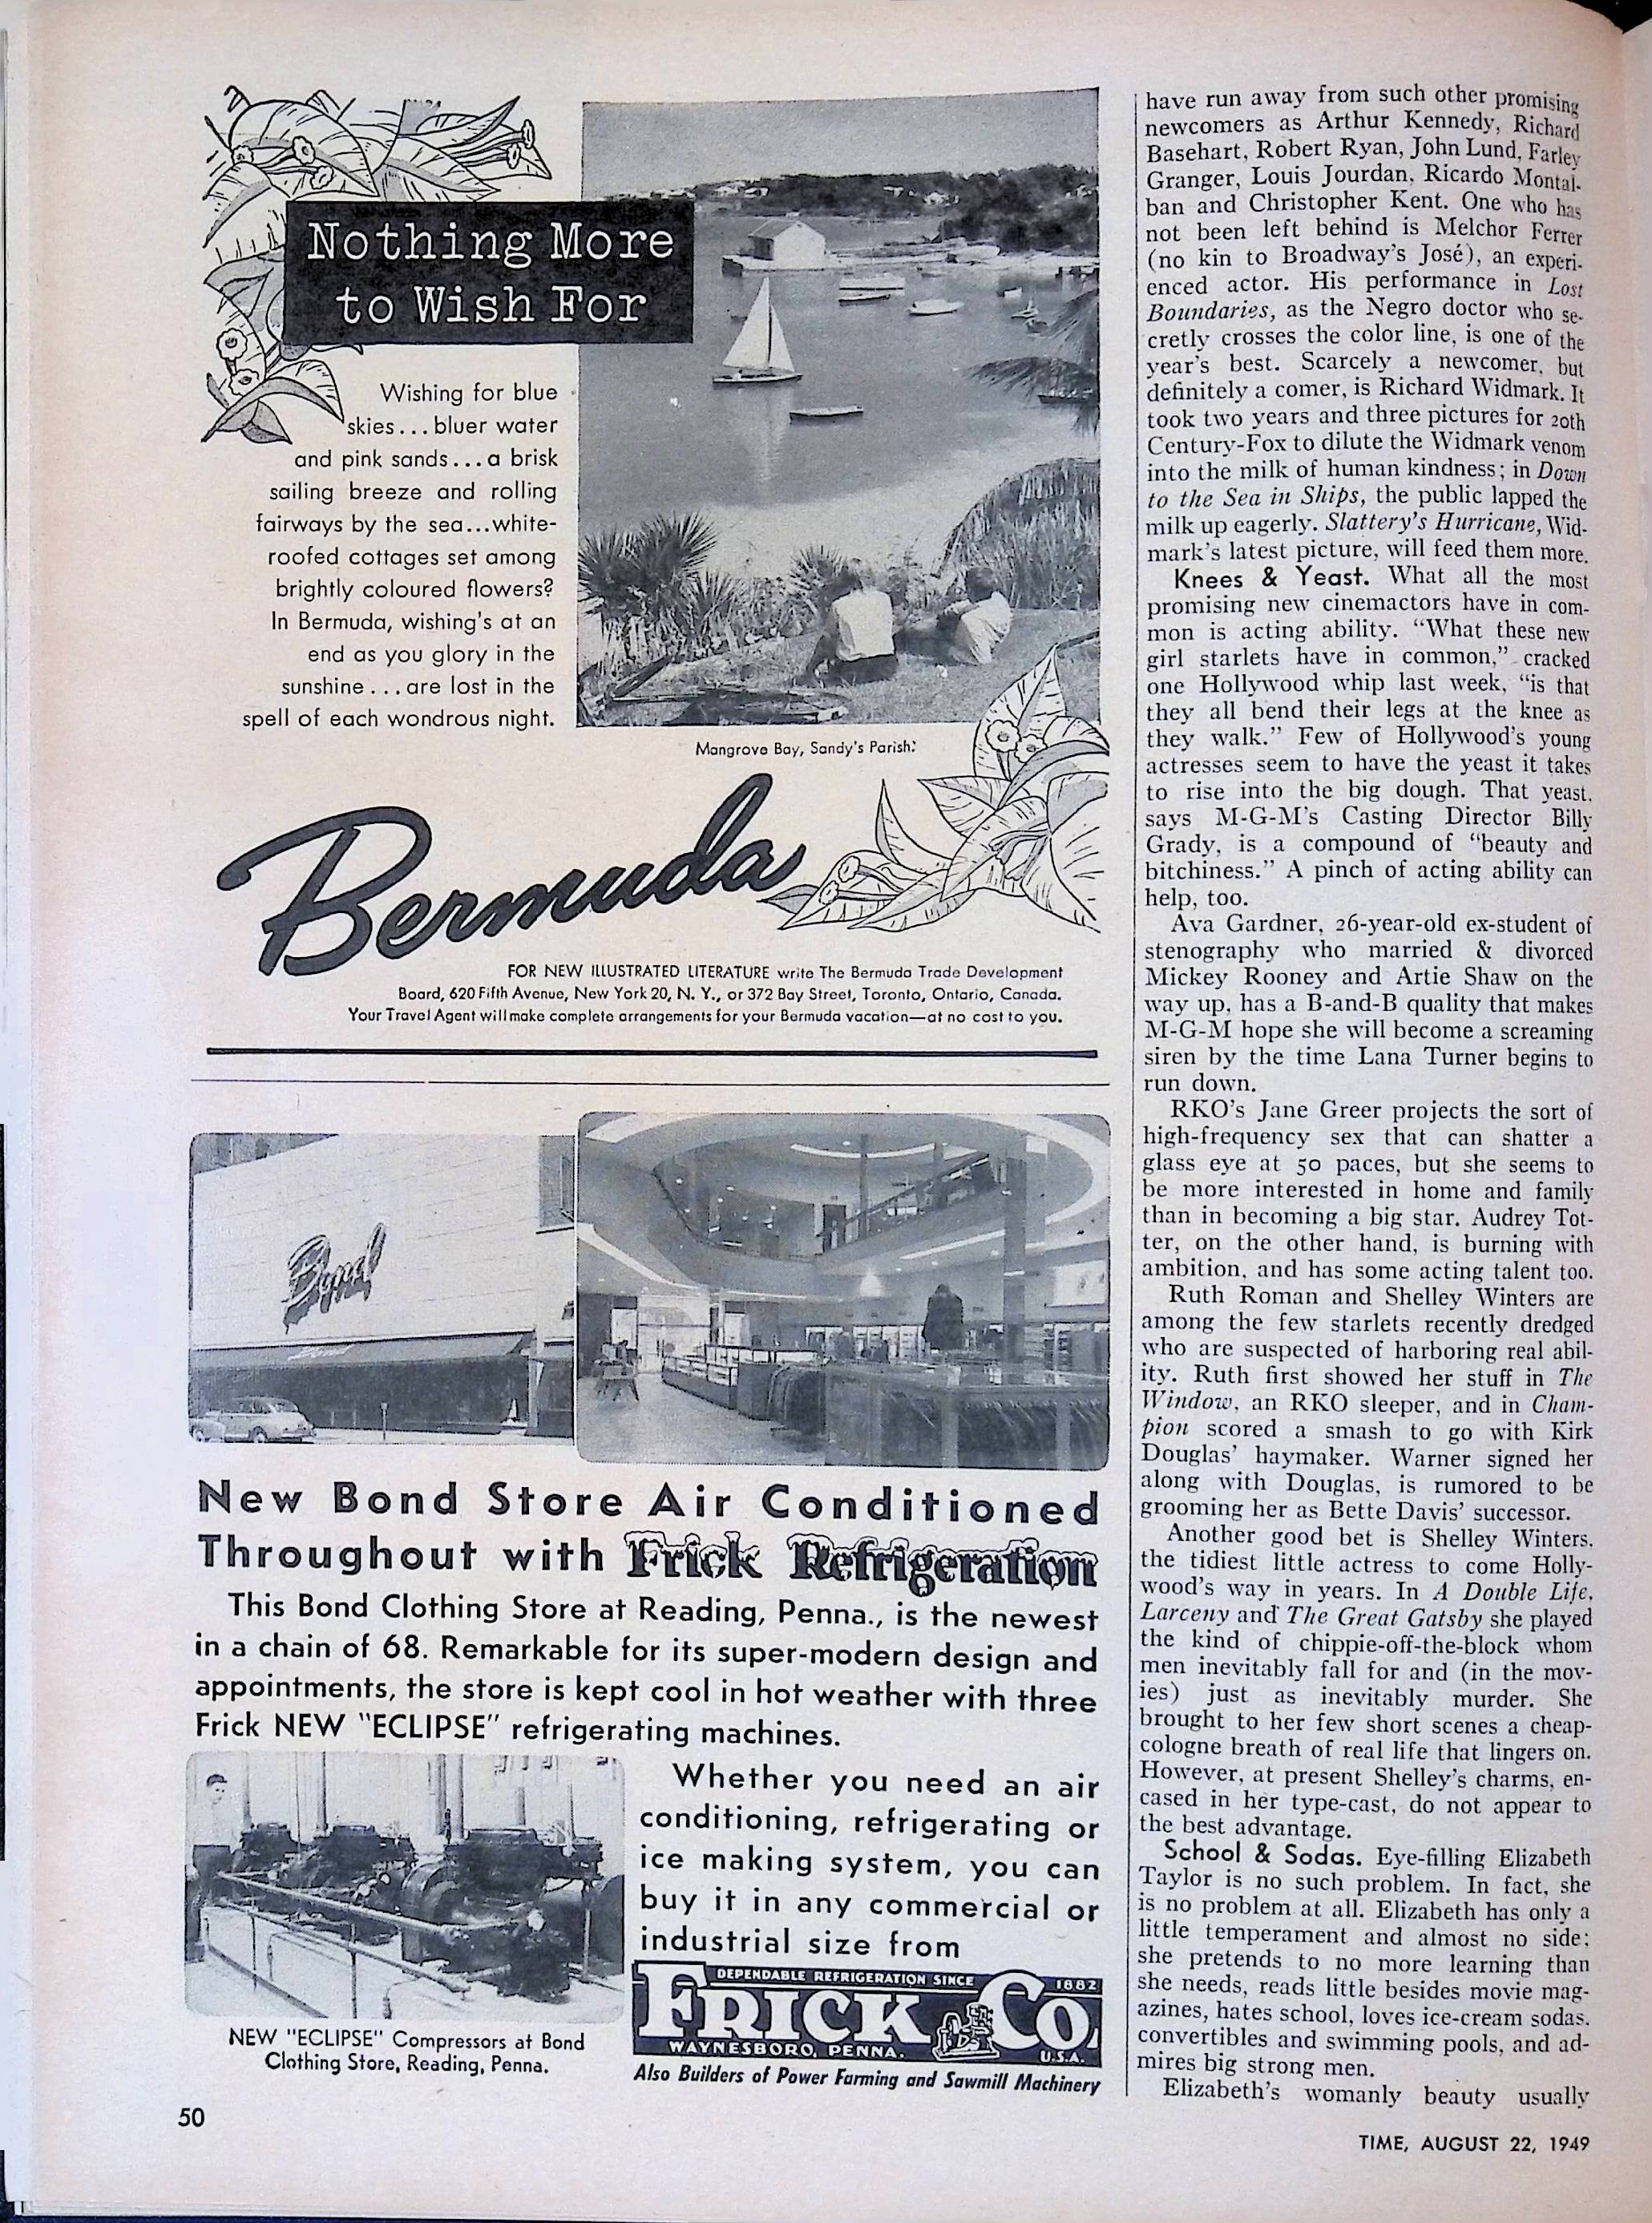 Nothing More
to Wish For
Wishing for blue
skies...bluer water
and pink sands...a brisk
sailing breeze and rolling
fairways by the sea...white-
roofed cottages set among
brightly coloured flowers?
In Bermuda, wishing's at an
end as you glory in the
sunshine...are lost in the
spell of each wondrous night.
Mangrove Bay, Sandy's Parish.
Bermuda
FOR NEW ILLUSTRATED LITERATURE write The Bermuda Trade Development
Board, 620 Fifth Avenue, New York 20, N. Y., or 372 Bay Street, Toronto, Ontario, Canada.
Your Travel Agent will make complete arrangements for your Bermuda vacation—at no cost to you.
Bond
New Bond Store Air Conditioned
Throughout with Frick Refrigeration
This Bond Clothing Store at Reading, Penna., is the newest
in a chain of 68. Remarkable for its super-modern design and
appointments, the store is kept cool in hot weather with three
Frick NEW "ECLIPSE" refrigerating machines.
Whether you need an air
conditioning, refrigerating or
ice making system, you can
buy it in any commercial or
industrial size from
DEPENDABLE REFRIGERATION SINCE 1882
FRICK CO.
WAYNESBORO, PENNA. U.S.A.
Also Builders of Power Farming and Sawmill Machinery
NEW "ECLIPSE" Compressors at Bond
Clothing Store, Reading, Penna.
have run away from such other promising
newcomers as Arthur Kennedy, Richard
Basehart, Robert Ryan, John Lund, Farley
Granger, Louis Jourdan, Ricardo Montal-
ban and Christopher Kent. One who has
not been left behind is Melchor Ferrer
(no kin to Broadway's José), an experi-
enced actor. His performance in Lost
Boundaries, as the Negro doctor who se-
cretly crosses the color line, is one of the
year's best. Scarcely a newcomer, but
definitely a comer, is Richard Widmark. It
took two years and three pictures for 20th
Century-Fox to dilute the Widmark venom
into the milk of human kindness; in Down
to the Sea in Ships, the public lapped the
milk up eagerly. Slattery's Hurricane, Wid-
mark's latest picture, will feed them more.
Knees & Yeast. What all the most
promising new cinemactors have in com-
mon is acting ability. "What these new
girl starlets have in common," cracked
one Hollywood whip last week, "is that
they all bend their legs at the knee as
they walk." Few of Hollywood's young
actresses seem to have the yeast it takes
to rise into the big dough. That yeast,
says M-G-M's Casting Director Billy
Grady, is a compound of "beauty and
bitchiness." A pinch of acting ability can
help, too.
Ava Gardner, 26-year-old ex-student of
stenography who married & divorced
Mickey Rooney and Artie Shaw on the
way up, has a B-and-B quality that makes
M-G-M hope she will become a screaming
siren by the time Lana Turner begins to
run down.
RKO's Jane Greer projects the sort of
high-frequency sex that can shatter a
glass eye at 50 paces, but she seems to
be more interested in home and family
than in becoming a big star. Audrey Tot-
ter, on the other hand, is burning with
ambition, and has some acting talent too.
Ruth Roman and Shelley Winters are
among the few starlets recently dredged
who are suspected of harboring real abil-
ity. Ruth first showed her stuff in The
Window, an RKO sleeper, and in Cham-
pion scored a smash to go with Kirk
Douglas' haymaker. Warner signed her
along with Douglas, is rumored to be
grooming her as Bette Davis' successor.
Another good bet is Shelley Winters,
the tidiest little actress to come Holly-
wood's way in years. In A Double Life,
Larceny and The Great Gatsby she played
the kind of chippie-off-the-block whom
men inevitably fall for and (in the mov-
ies) just as inevitably murder. She
brought to her few short scenes a cheap-
cologne breath of real life that lingers on.
However, at present Shelley's charms, en-
cased in her type-cast, do not appear to
the best advantage.
School & Sodas. Eye-filling Elizabeth
Taylor is no such problem. In fact, she
is no problem at all. Elizabeth has only a
little temperament and almost no side;
she pretends to no more learning than
she needs, reads little besides movie mag-
azines, hates school, loves ice-cream sodas,
convertibles and swimming pools, and ad-
mires big strong men.
Elizabeth's womanly beauty usually
50
TIME, AUGUST 22, 1949